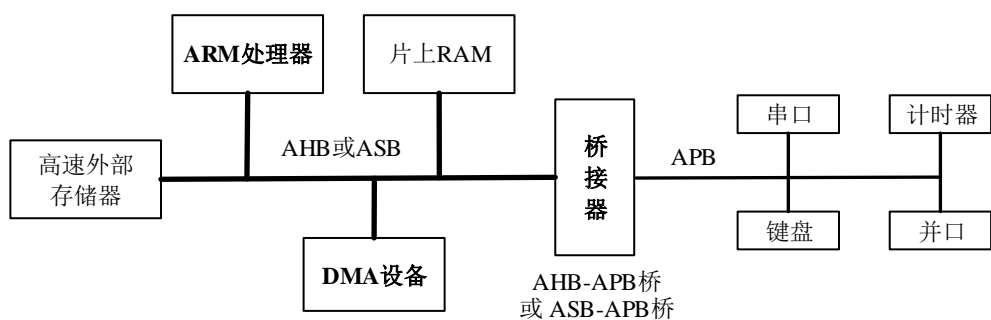 ARM处理器
片上RAM
高速外部
存储器
AHB或ASB
DMA设备
桥
接
器
AHB-APB桥
或 ASB-APB桥
APB
串口
计时器
键盘
并口